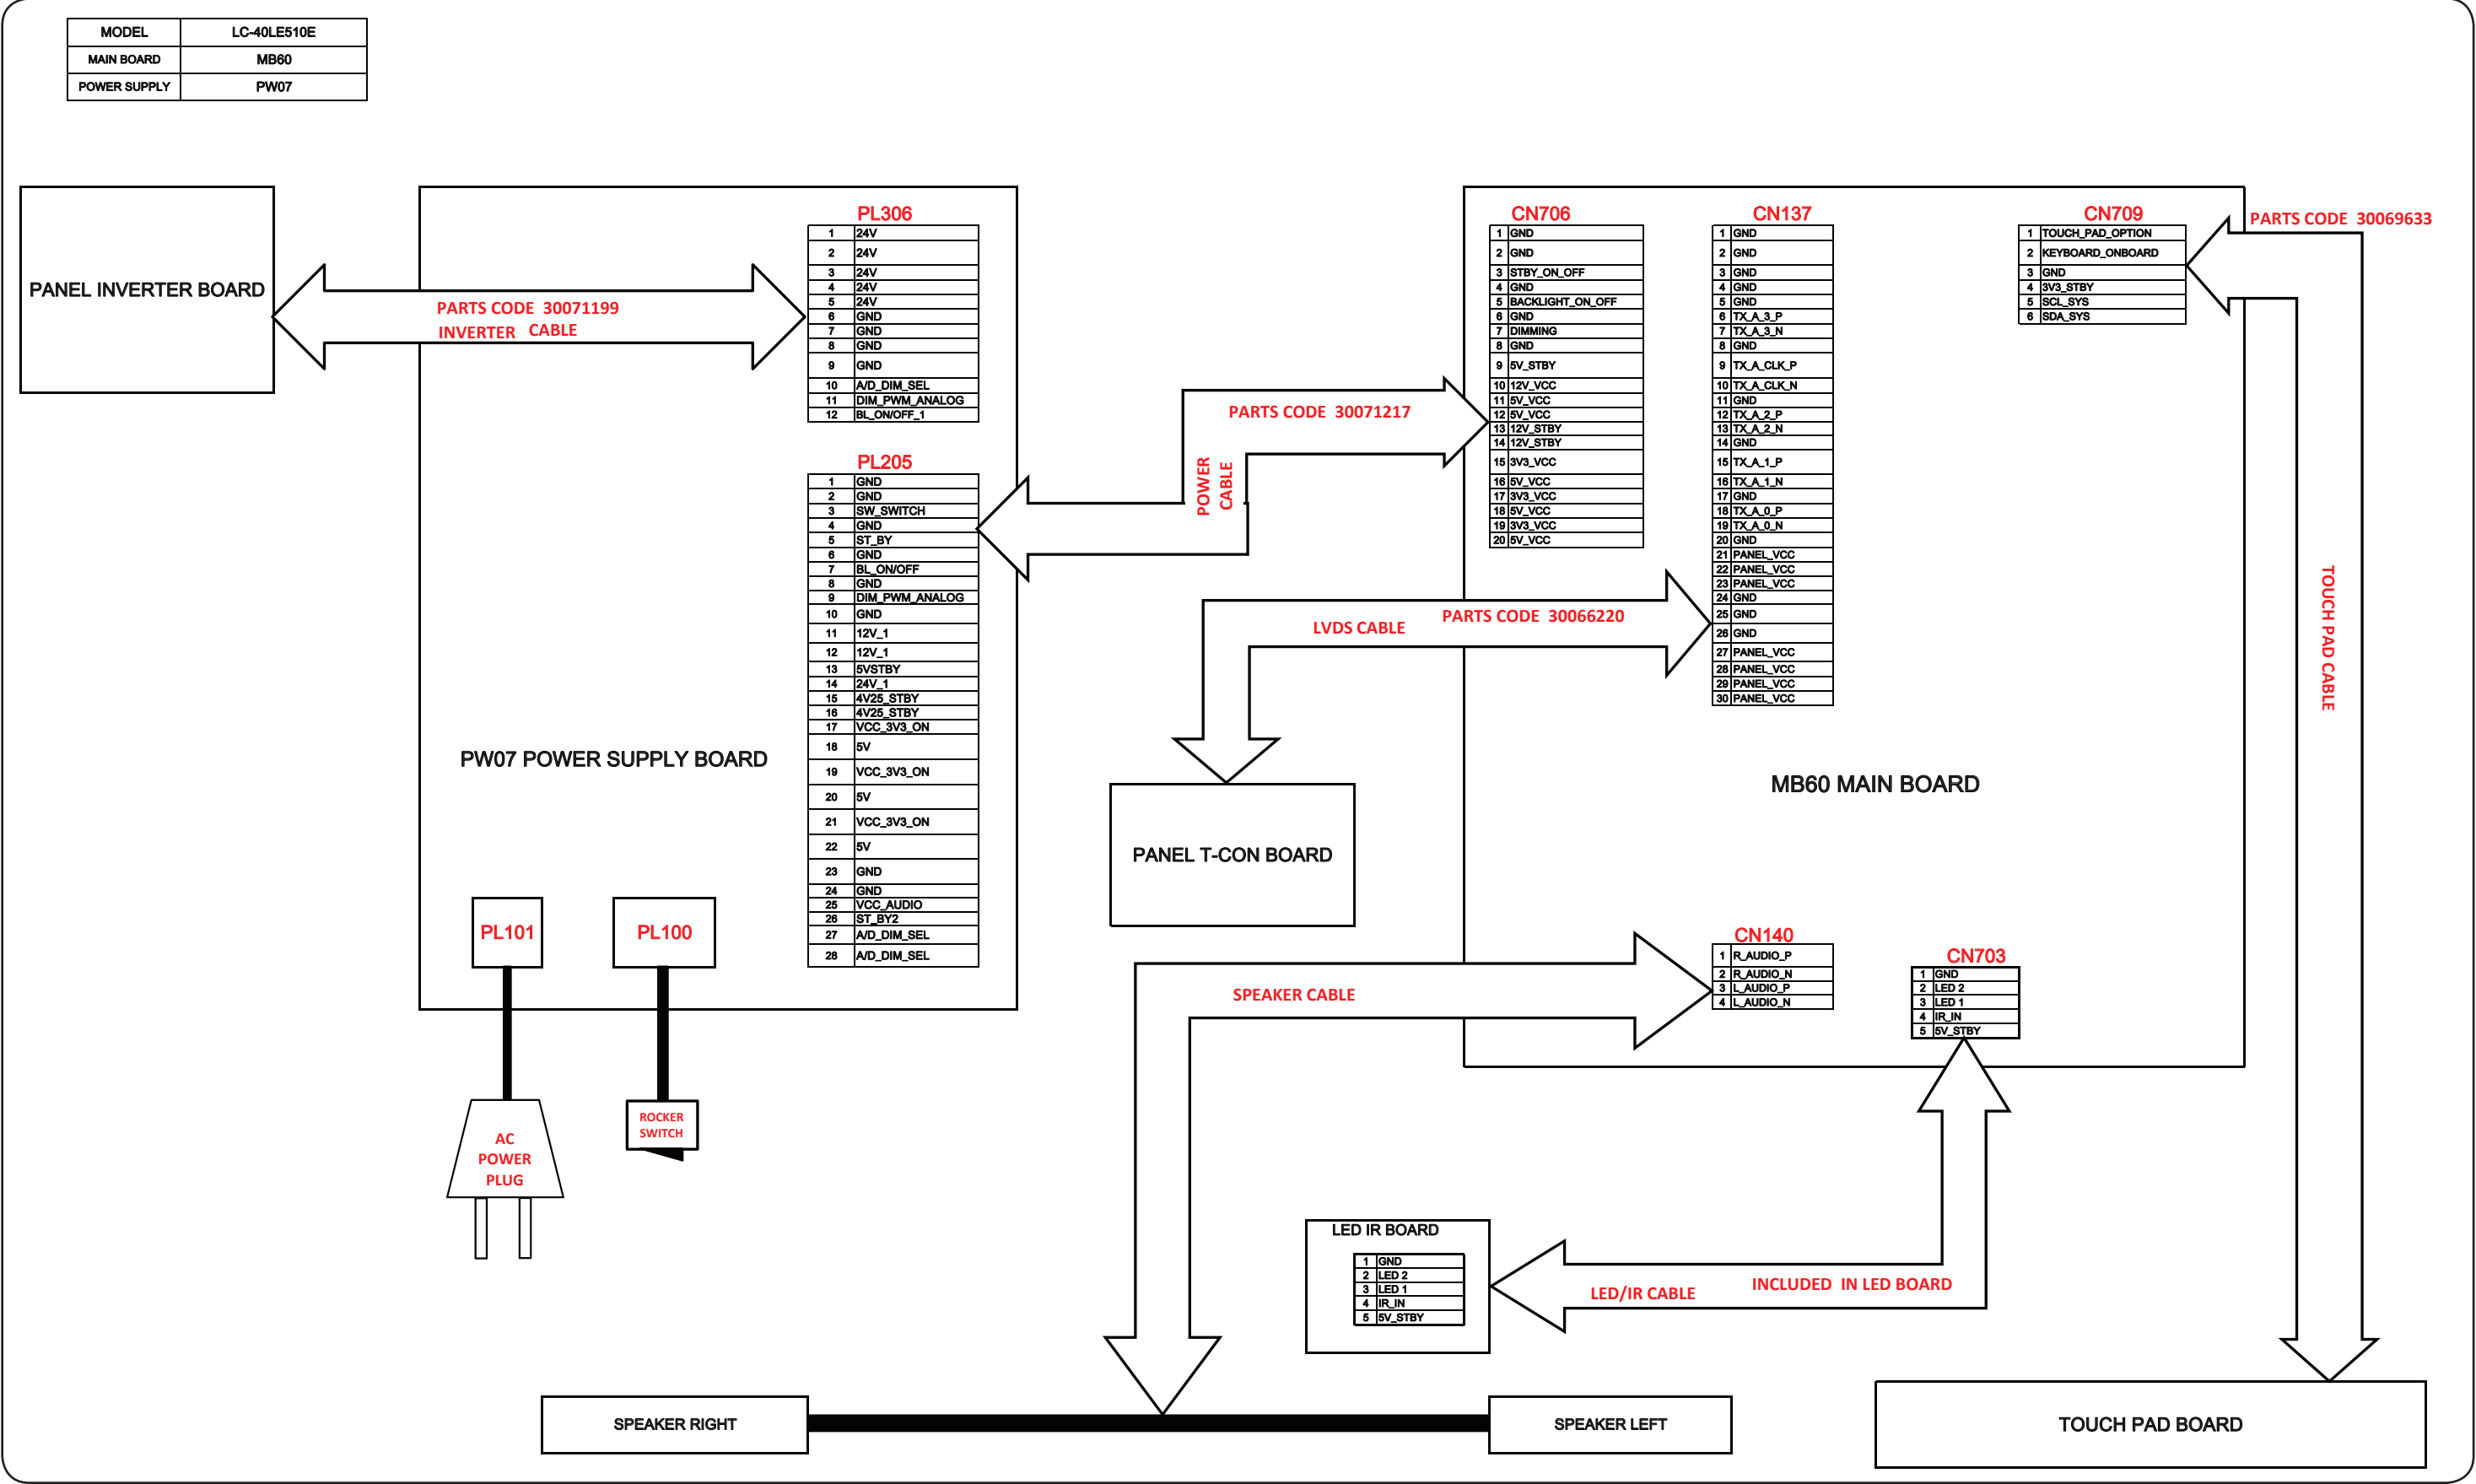 MODEL LC-40LE510E
MAIN BOARD MB60
POWER SUPPLY PW07
PANEL INVERTER BOARD
PARTS CODE 30071199
INVERTER CABLE
PL306
1 24V
2 24V
3 24V
4 24V
5 24V
6 GND
7 GND
8 GND
9 GND
10 A/D_DIM_SEL
11 DIM_PWM_ANALOG
12 BL_ON/OFF_1
PL205
1 GND
2 GND
3 SW_SWITCH
4 GND
5 ST_BY
6 GND
7 BL_ON/OFF
8 GND
9 DIM_PWM_ANALOG
10 GND
11 12V_1
12 12V_1
13 5VSTBY
14 24V_1
15 4V25_STBY
16 4V25_STBY
17 VCC_3V3_ON
18 5V
19 VCC_3V3_ON
20 5V
21 VCC_3V3_ON
22 5V
23 GND
24 GND
25 VCC_AUDIO
26 ST_BY2
27 A/D_DIM_SEL
28 A/D_DIM_SEL
PW07 POWER SUPPLY BOARD
PL101
PL100
AC
POWER
PLUG
ROCKER
SWITCH
PARTS CODE 30071217
POWER
CABLE
CN706
1 GND
2 GND
3 STBY_ON_OFF
4 GND
5 BACKLIGHT_ON_OFF
6 GND
7 DIMMING
8 GND
9 5V_STBY
10 12V_VCC
11 5V_VCC
12 5V_VCC
13 12V_STBY
14 12V_STBY
15 3V3_VCC
16 5V_VCC
17 3V3_VCC
18 5V_VCC
19 3V3_VCC
20 5V_VCC
CN137
1 GND
2 GND
3 GND
4 GND
5 GND
6 TX_A_3_P
7 TX_A_3_N
8 GND
9 TX_A_CLK_P
10 TX_A_CLK_N
11 GND
12 TX_A_2_P
13 TX_A_2_N
14 GND
15 TX_A_1_P
16 TX_A_1_N
17 GND
18 TX_A_0_P
19 TX_A_0_N
20 GND
21 PANEL_VCC
22 PANEL_VCC
23 PANEL_VCC
24 GND
25 GND
26 GND
27 PANEL_VCC
28 PANEL_VCC
29 PANEL_VCC
30 PANEL_VCC
CN709
1 TOUCH_PAD_OPTION
2 KEYBOARD_ONBOARD
3 GND
4 3V3_STBY
5 SCL_SYS
6 SDA_SYS
PARTS CODE 30069633
TOUCH PAD CABLE
PARTS CODE 30066220
LVDS CABLE
PANEL T-CON BOARD
MB60 MAIN BOARD
CN140
1 R_AUDIO_P
2 R_AUDIO_N
3 L_AUDIO_P
4 L_AUDIO_N
CN703
1 GND
2 LED 2
3 LED 1
4 IR_IN
5 5V_STBY
SPEAKER CABLE
LED IR BOARD
1 GND
2 LED 2
3 LED 1
4 IR_IN
5 5V_STBY
LED/IR CABLE
INCLUDED IN LED BOARD
SPEAKER RIGHT
SPEAKER LEFT
TOUCH PAD BOARD